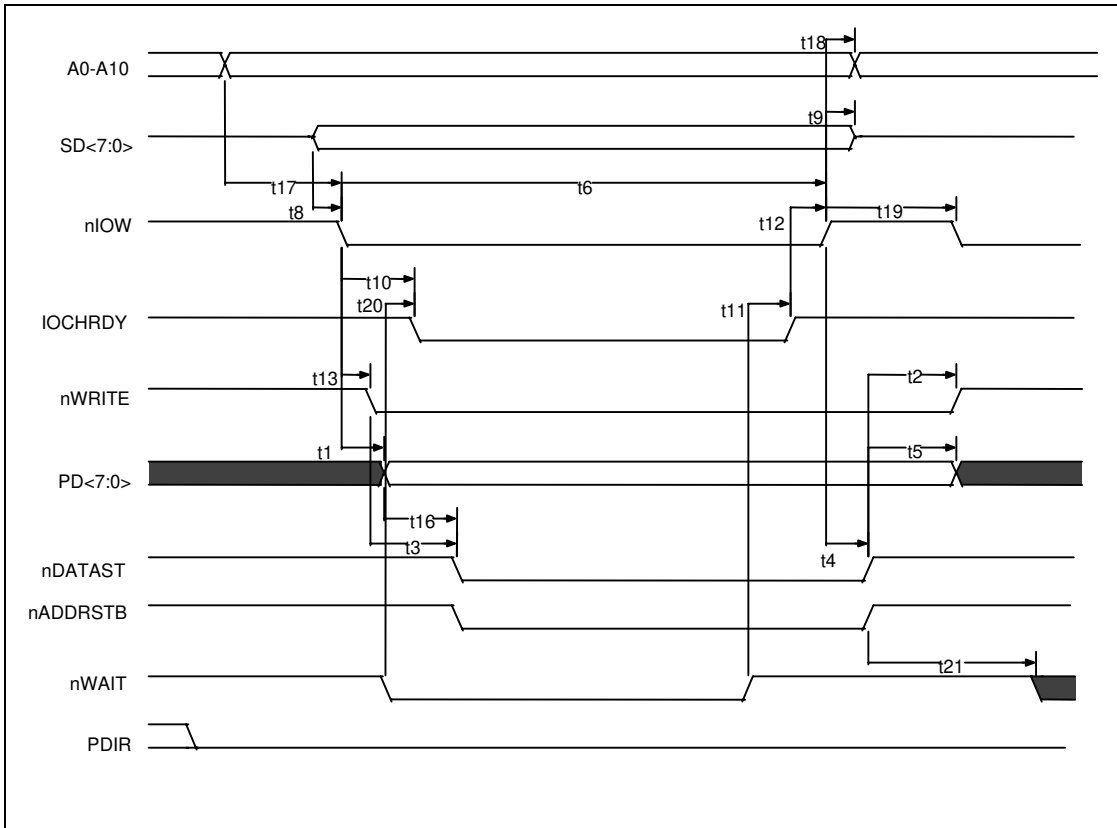 t18
A0-A10
t9
SD<7:0>
t17
t6
t8
t12
t19
nIOW
t10
t20
t11
IOCHRDY
t13
t2
nWRITE
t1
t5
PD<7:0>
t16
t3
t4
nDATAST
nADDRSTB
t21
nWAIT
PDIR